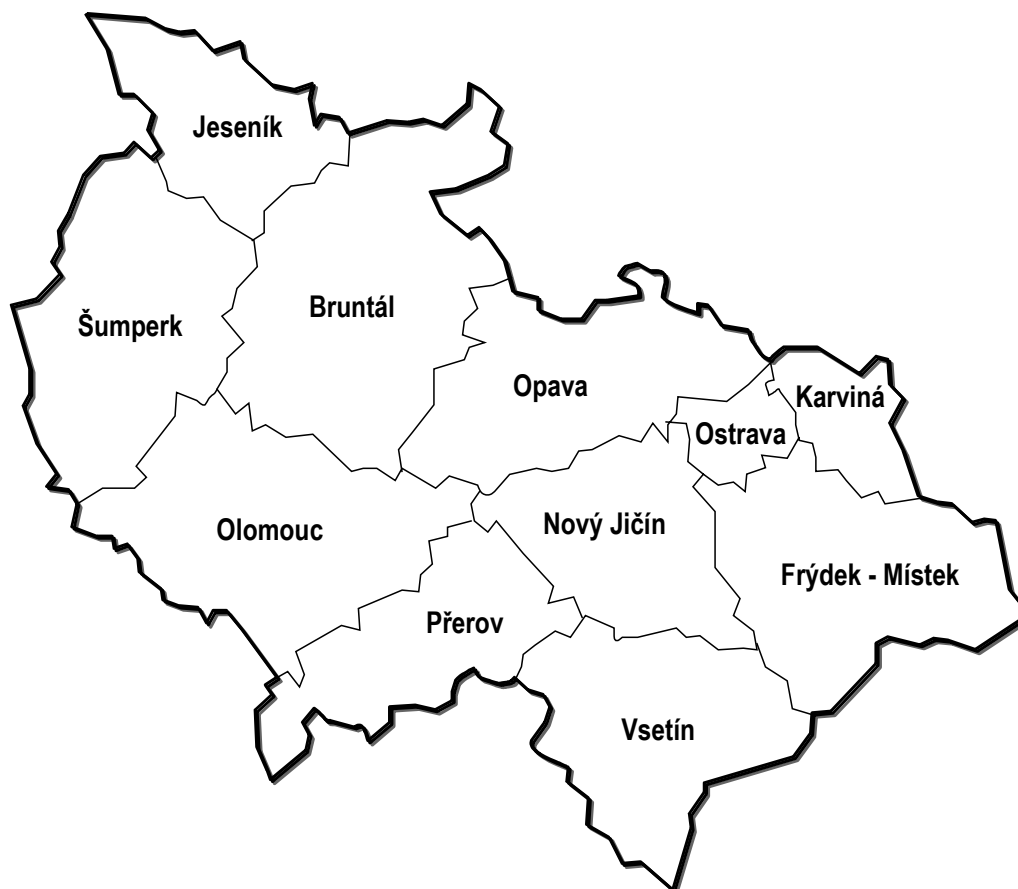 Jeseník
Bruntál
Šumperk
Opava
Karviná
Ostrava
Olomouc
Nový Jičín
Frýdek - Místek
Přerov
Vsetín